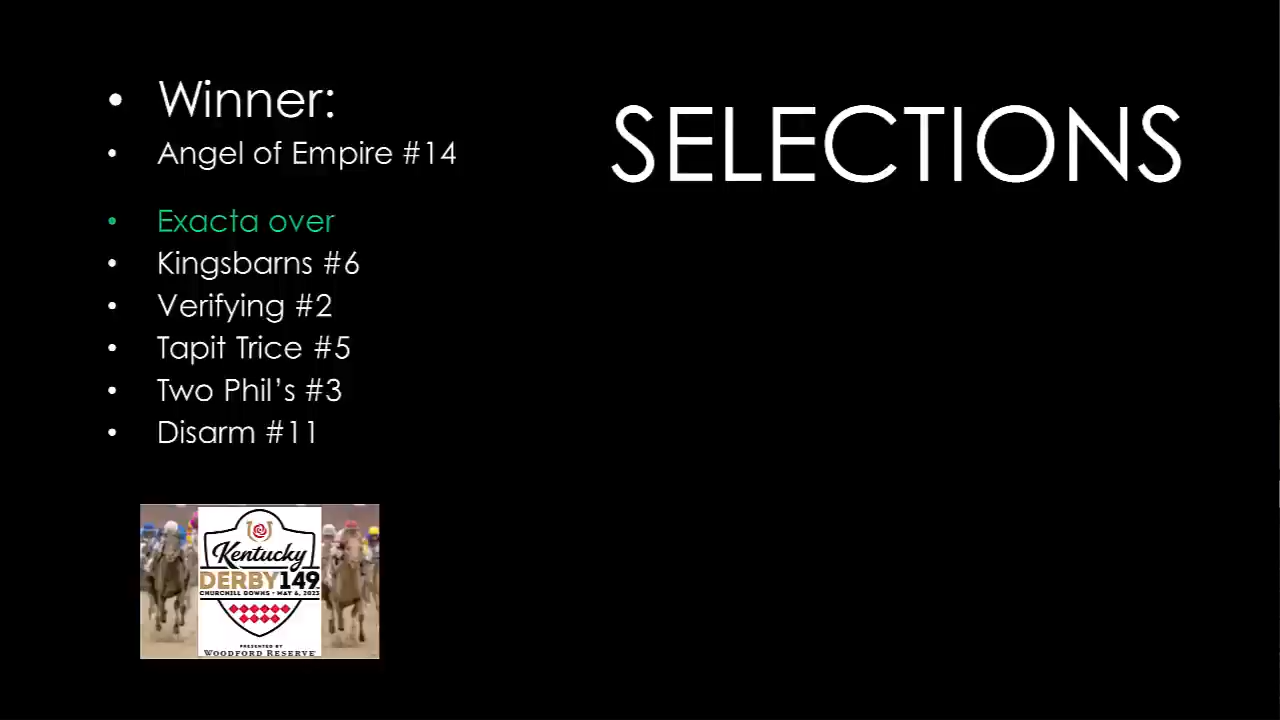 • Winner:
• Angel of Empire #14
• Exacta over
• Kingsbarns #6
• Verifying #2
• Tapit Trice #5
• Two Phil’s #3
• Disarm #11
SELECTIONS
Kentucky
DERBY 149
CHURCHILL DOWNS • MAY 6, 2023
PRESENTED BY
WOODFORD RESERVE